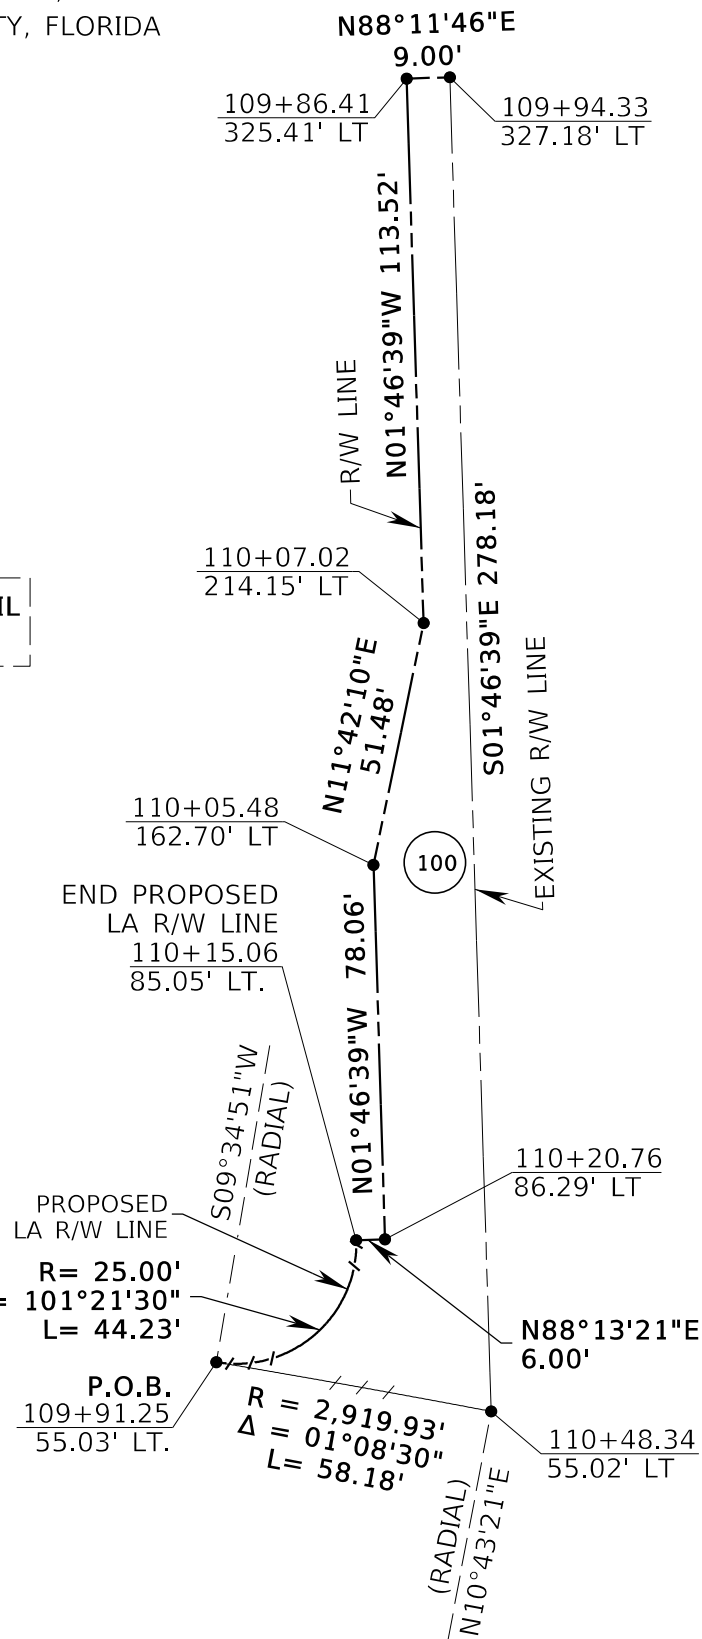 TY, FLORIDA
N88°11'46"E
9.00'
109+86.41
325.41' LT
109+94.33
327.18' LT
N01°46'39"W 113.52'
R/W LINE
S01°46'39"E 278.18'
EXISTING R/W LINE
110+07.02
214.15' LT
IL
N11°42'10"E
51.48'
110+05.48
162.70' LT
100
END PROPOSED
LA R/W LINE
110+15.06
85.05' LT.
N01°46'39"W 78.06'
S09°34'51"W
(RADIAL)
110+20.76
86.29' LT
PROPOSED
LA R/W LINE
R= 25.00'
= 101°21'30"
L= 44.23'
N88°13'21"E
6.00'
P.O.B.
109+91.25
55.03' LT.
R = 2,919.93'
Δ = 01°08'30"
L= 58.18'
110+48.34
55.02' LT
(RADIAL)
N10°43'21"E